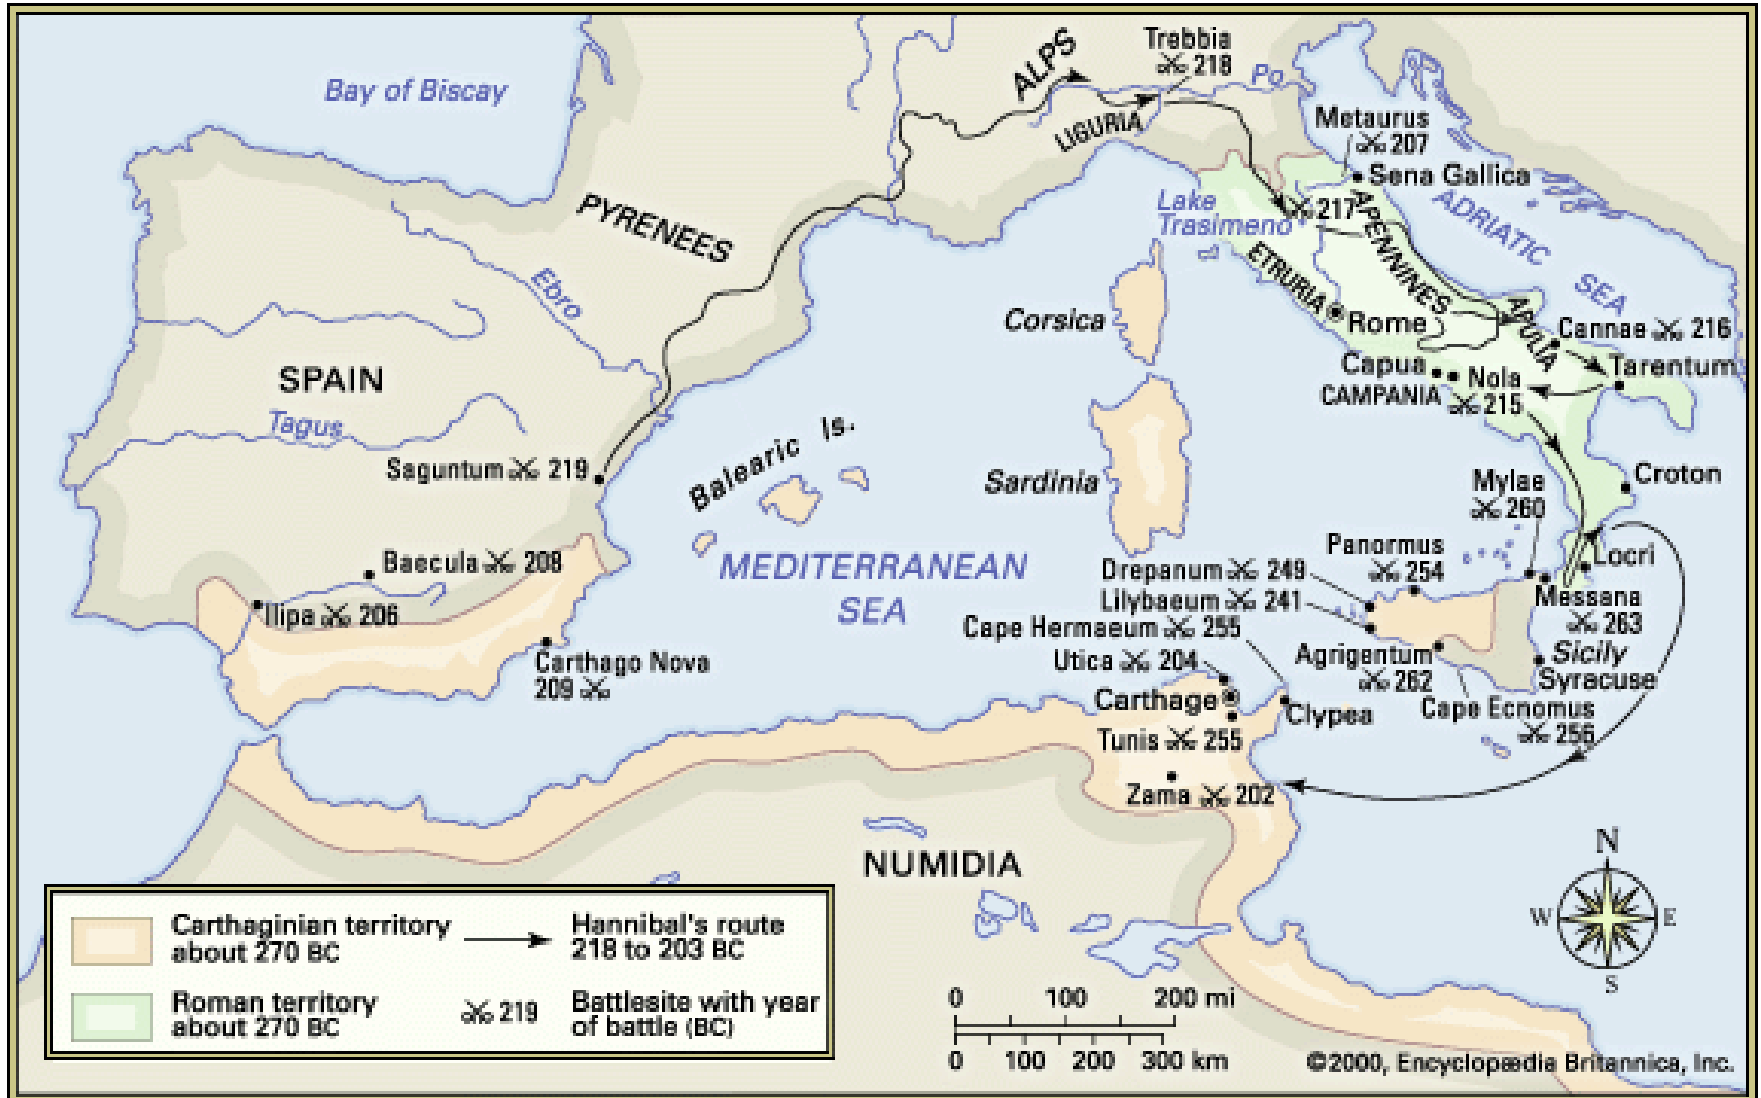 Bay of Biscay
ALPS
Trebbia
218
Po
LIGURIA
Metaurus
207
Sena Gallica
PYRENEES
Lake
Trasimeno
217
APENNINES
ADRIATIC
SEA
Ebro
ETRURIA
Corsica
Rome
APULIA
Cannae 216
SPAIN
Capua
Nola
Tarentum
CAMPANIA
215
Tagus
Balearic Is.
Saguntum 219
Sardinia
Mylae
260
Croton
Baecula 208
MEDITERRANEAN
SEA
Panormus
254
Drepanum 249
Locri
Lilybaeum 241
Messana
263
Ilipa 206
Cape Hermaeum 255
Utica 204
Agrigentum
262
Sicily
Syracuse
Carthago Nova
209
Carthage
Clypea
Cape Ecnomus
256
Tunis 255
Zama 202
NUMIDIA
N
W E
S
Carthaginian territory
about 270 BC
Hannibal's route
218 to 203 BC
Roman territory
about 270 BC
219
Battlesite with year
of battle (BC)
0 100 200 mi
0 100 200 300 km
©2000, Encyclopædia Britannica, Inc.